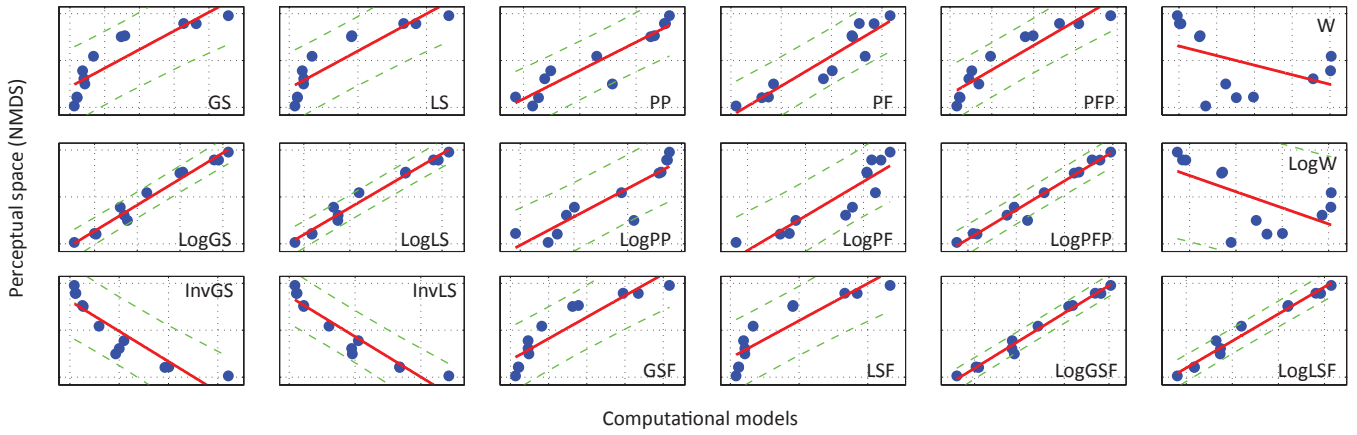 Perceptual space (NMDS)
GS
LS
PP
PF
PFP
W
LogGS
LogLS
LogPP
LogPF
LogPFP
LogW
InvGS
InvLS
GSF
LSF
LogGSF
LogLSF
Computational models